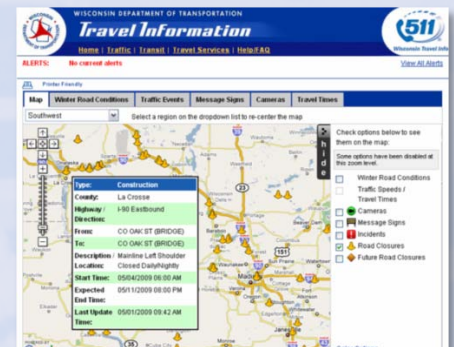 WISCONSIN DEPARTMENT OF TRANSPORTATION
Travel Information
Home | Traffic | Transit | Travel Services | Help/FAQ
511
Wisconsin Travel Info
ALERTS: No current alerts View All Alerts
Printer Friendly
Map Winter Road Conditions Traffic Events Message Signs Cameras Travel Times
Southwest Select a region on the dropdown list to re-center the map
hide
Check options below to see
them on the map:
Some options have been disabled at
this zoom level.
Winter Road Conditions
Traffic Speeds /
Travel Times
Cameras
Message Signs
Incidents
Road Closures
Future Road Closures
Type: Construction
County: La Crosse
Highway / Direction: I-90 Eastbound
From: CO OAK ST (BRIDGE)
To: CO OAK ST (BRIDGE)
Description / Mainline Left Shoulder
Location: Closed Daily/Nightly
Start Time: 05/04/2009 06:00 AM
Expected End Time: 05/11/2009 08:00 PM
Last Update Time: 05/01/2009 09:42 AM